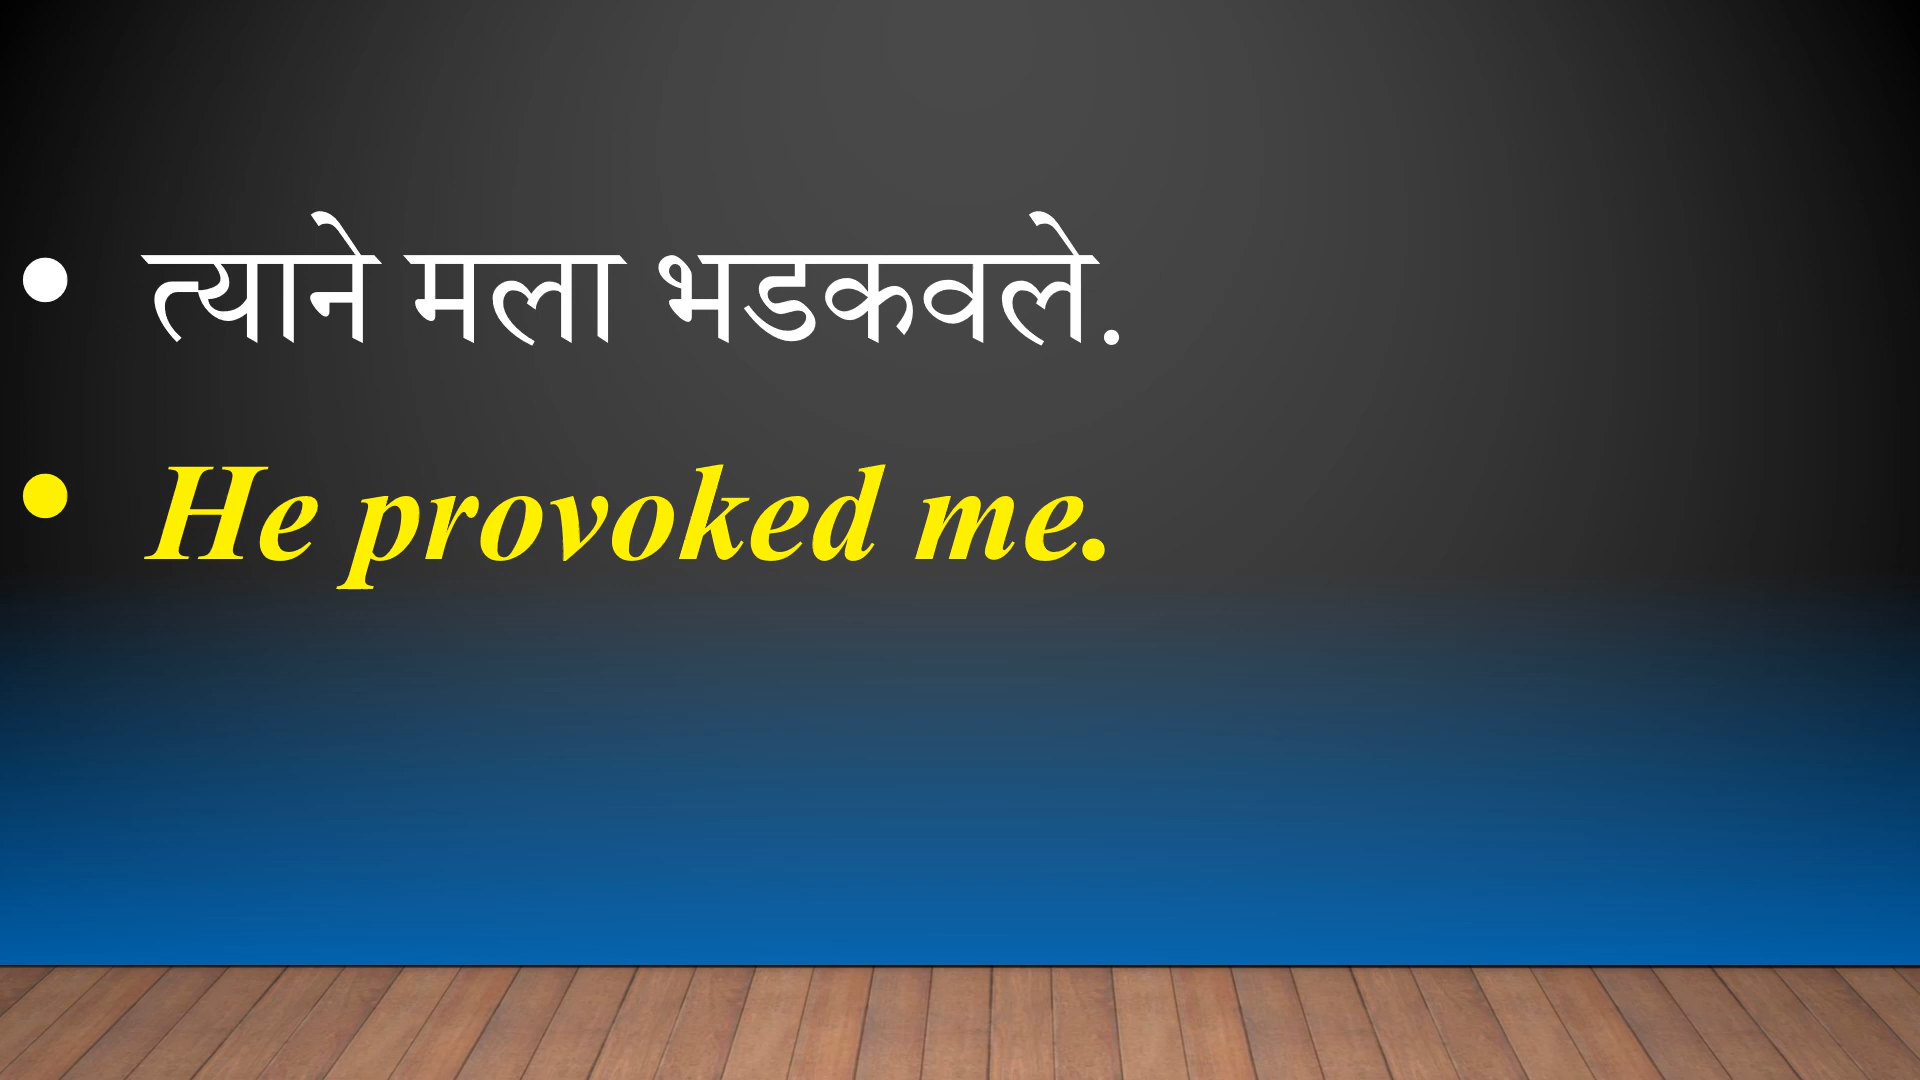 • त्याने मला भडकवले.
• He provoked me.